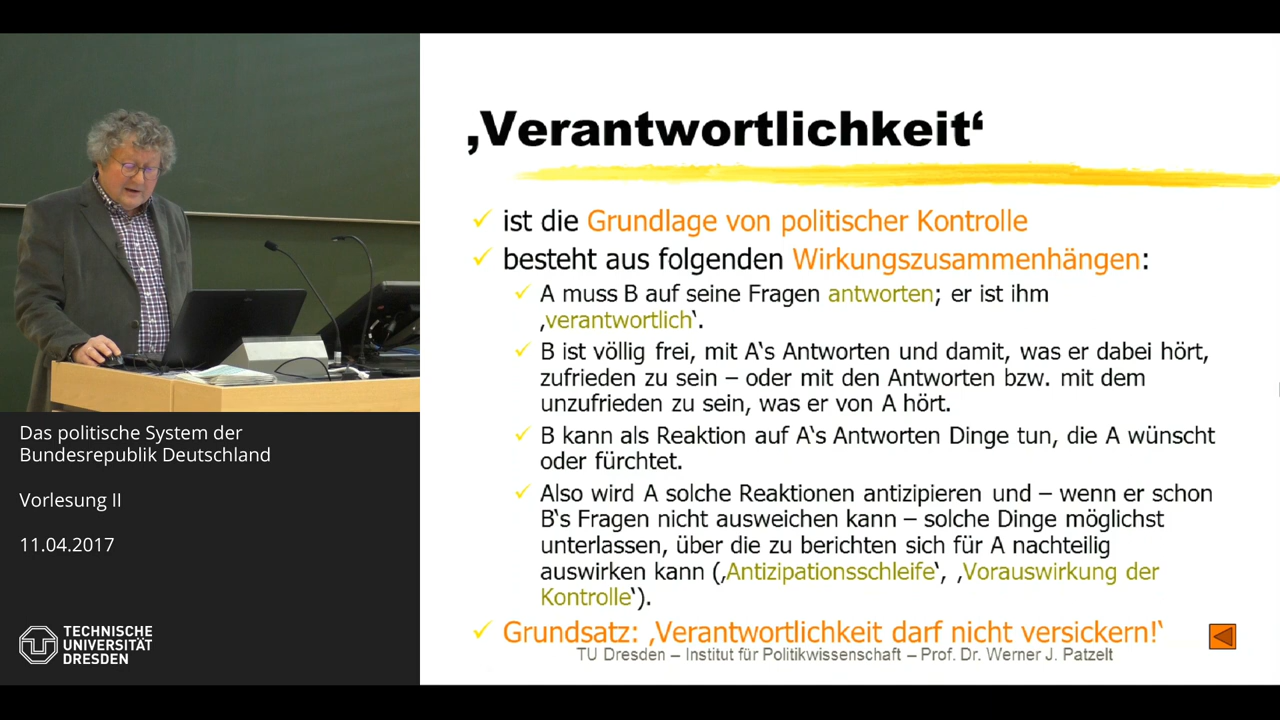 ‚Verantwortlichkeit‘
ist die Grundlage von politischer Kontrolle
besteht aus folgenden Wirkungszusammenhängen:
A muss B auf seine Fragen antworten; er ist ihm
‚verantwortlich‘.
B ist völlig frei, mit A‘s Antworten und damit, was er dabei hört,
zufrieden zu sein – oder mit den Antworten bzw. mit dem
unzufrieden zu sein, was er von A hört.
B kann als Reaktion auf A‘s Antworten Dinge tun, die A wünscht
oder fürchtet.
Also wird A solche Reaktionen antizipieren und – wenn er schon
B‘s Fragen nicht ausweichen kann – solche Dinge möglichst
unterlassen, über die zu berichten sich für A nachteilig
auswirken kann (‚Antizipationsschleife‘, ‚Vorauswirkung der
Kontrolle‘).
Grundsatz: ‚Verantwortlichkeit darf nicht versickern!‘
TU Dresden – Institut für Politikwissenschaft – Prof. Dr. Werner J. Patzelt
Das politische System der
Bundesrepublik Deutschland
Vorlesung II
11.04.2017
TECHNISCHE
UNIVERSITÄT
DRESDEN